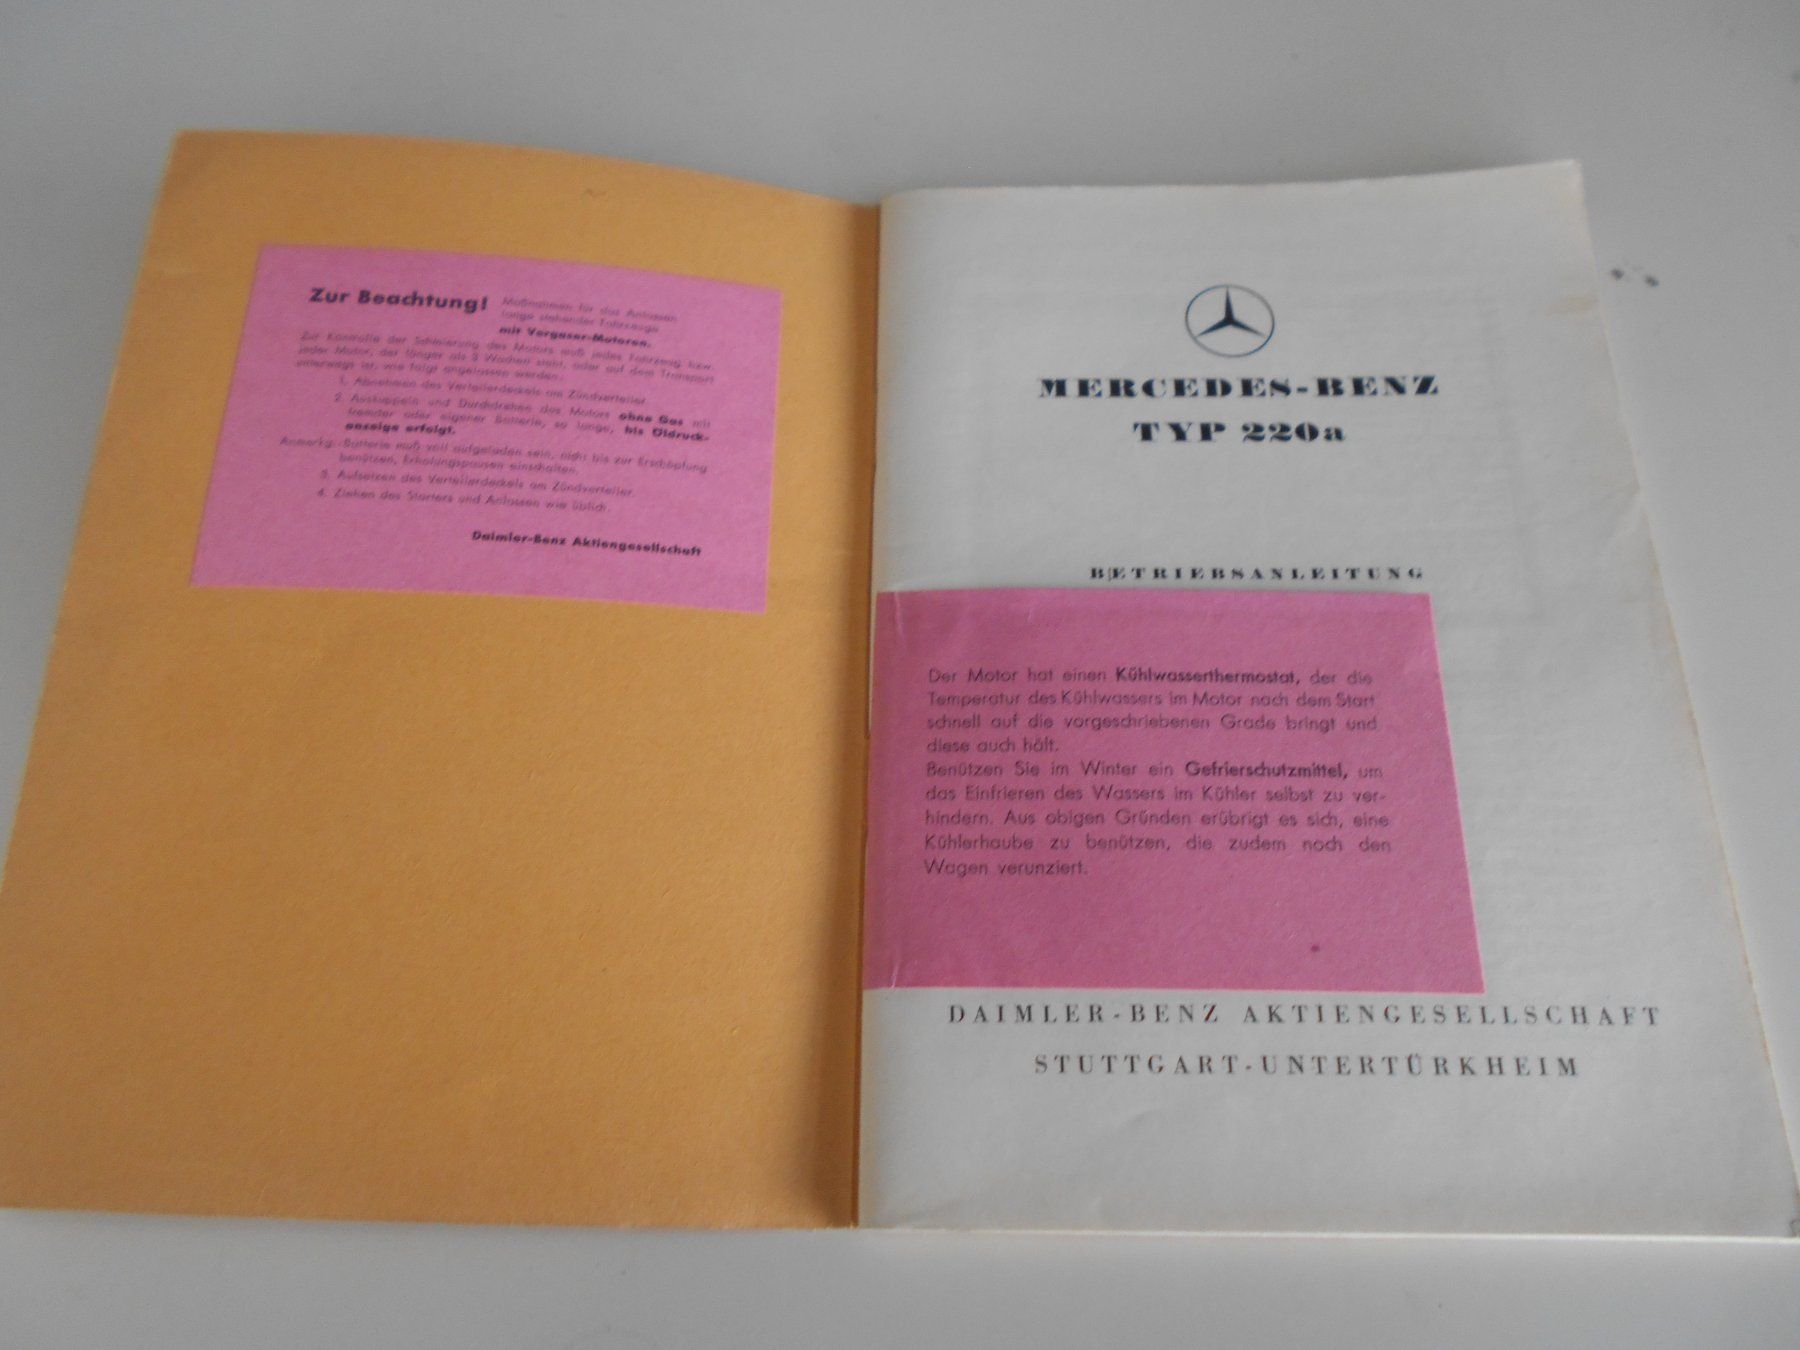 Zur Beachtung! Maßnahmen für das Anlassen
lange stehender Fahrzeuge
mit Vergaser-Motoren.
Zur Kontrolle der Schmierung des Motors muß jedes Fahrzeug bzw.
jeder Motor, der länger als 3 Wochen steht, oder auf dem Transport
unterwegs ist, wie folgt angelassen werden:
1. Abnehmen des Verteilerdeckels am Zündverteiler.
2. Auskuppeln und Durchdrehen des Motors ohne Gas mit
fremder oder eigener Batterie, so lange, bis Öldruck-
anzeige erfolgt.
Anmerkg.: Batterie muß voll aufgeladen sein, nicht bis zur Erschöpfung
benützen, Erholungspausen einschalten.
3. Aufsetzen des Verteilerdeckels am Zündverteiler.
4. Ziehen des Starters und Anlassen wie üblich.
Daimler-Benz Aktiengesellschaft
MERCEDES-BENZ
TYP 220a
BETRIEBSANLEITUNG
Der Motor hat einen Kühlwasserthermostat, der die
Temperatur des Kühlwassers im Motor nach dem Start
schnell auf die vorgeschriebenen Grade bringt und
diese auch hält.
Benützen Sie im Winter ein Gefrierschutzmittel, um
das Einfrieren des Wassers im Kühler selbst zu ver-
hindern. Aus obigen Gründen erübrigt es sich, eine
Kühlerhaube zu benützen, die zudem noch den
Wagen verunziert.
DAIMLER-BENZ AKTIENGESELLSCHAFT
STUTTGART-UNTERTÜRKHEIM